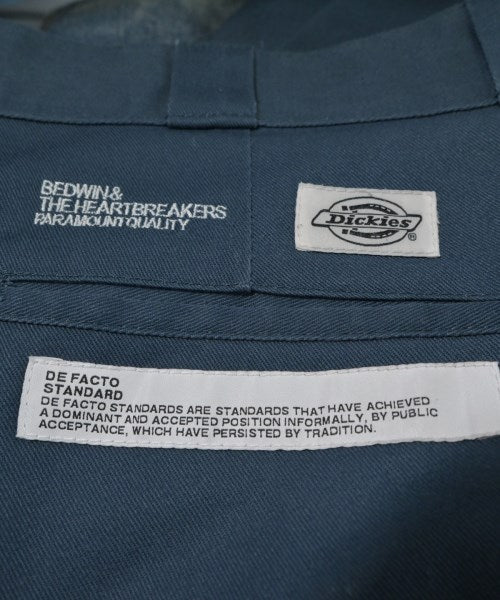 BEDWIN &
THE HEARTBREAKERS
PARAMOUNT QUALITY
Dickies
®
DE FACTO
STANDARD
DE FACTO STANDARDS ARE STANDARDS THAT HAVE ACHIEVED
A DOMINANT AND ACCEPTED POSITION INFORMALLY, BY PUBLIC
ACCEPTANCE, WHICH HAVE PERSISTED BY TRADITION.